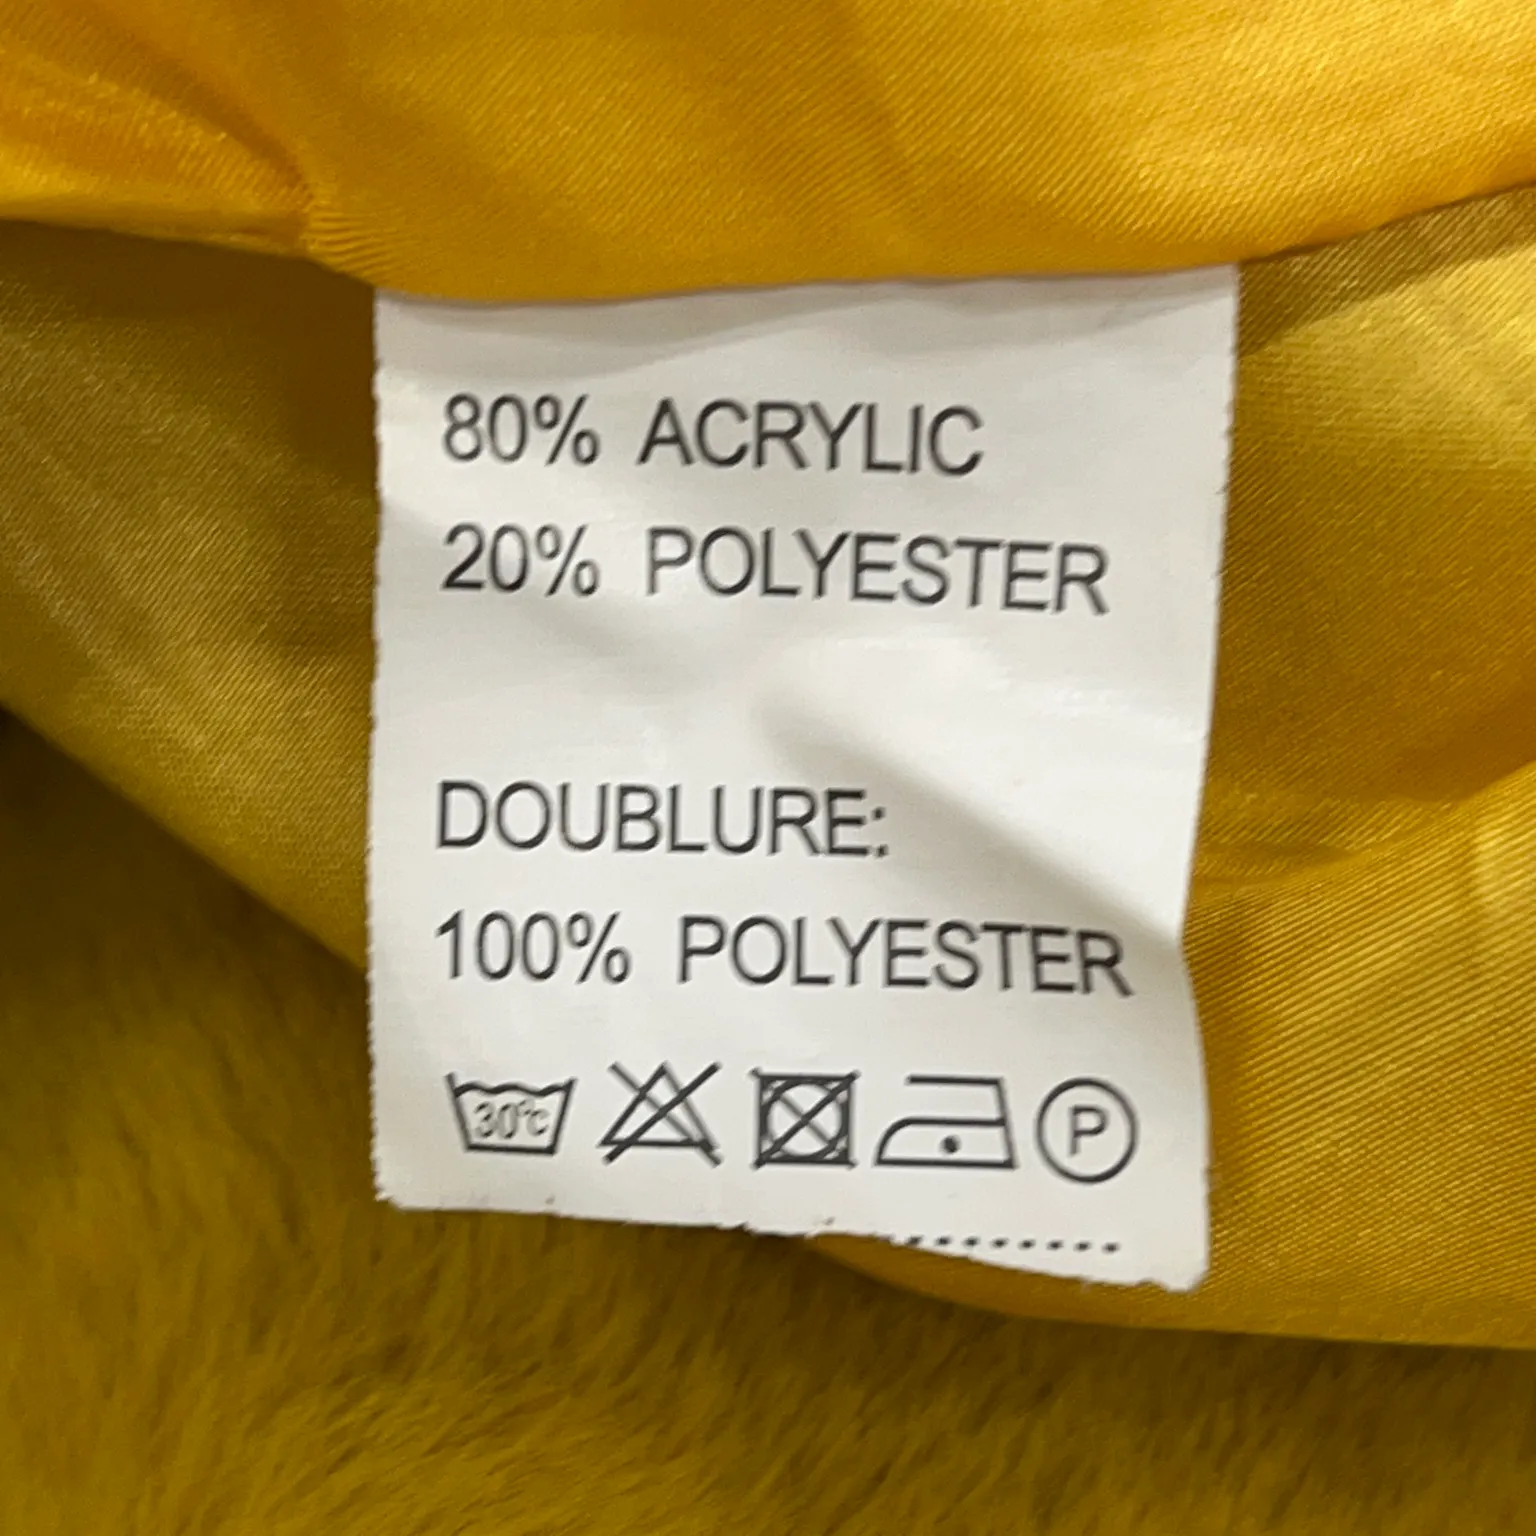 80% ACRYLIC
20% POLYESTER
DOUBLURE:
100% POLYESTER
30°C P